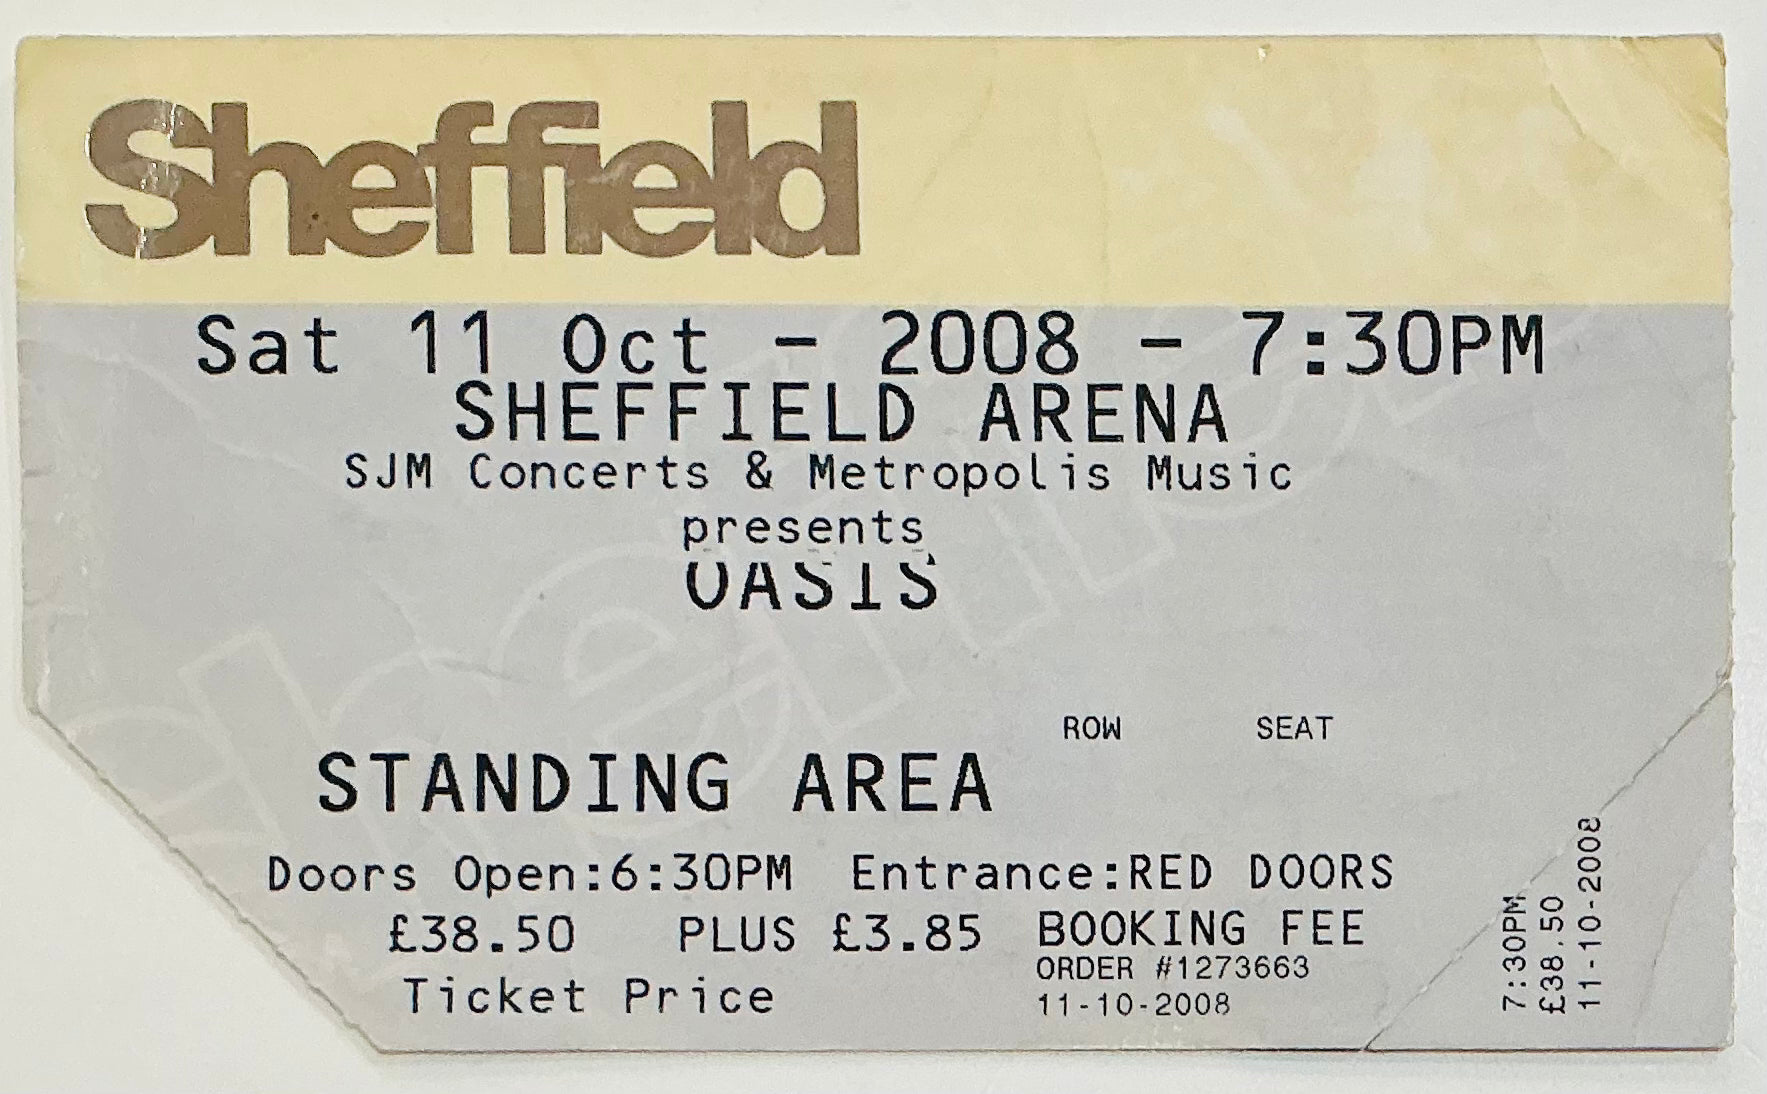 Sheffield
Sat 11 Oct - 2008 - 7:30PM
SHEFFIELD ARENA
SJM Concerts & Metropolis Music
presents
OASIS
ROW SEAT
STANDING AREA
Doors Open:6:30PM Entrance:RED DOORS
£38.50 PLUS £3.85 BOOKING FEE
ORDER #1273663
Ticket Price
11-10-2008
7:30PM
£38.50
11-10-2008